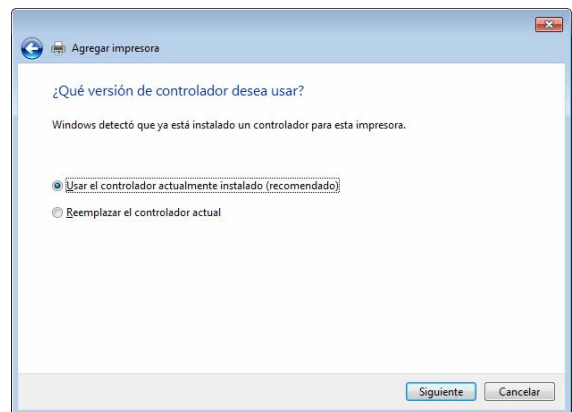 Agregar impresora
¿Qué versión de controlador desea usar?
Windows detectó que ya está instalado un controlador para esta impresora.
Usar el controlador actualmente instalado (recomendado)
Reemplazar el controlador actual
Siguiente Cancelar